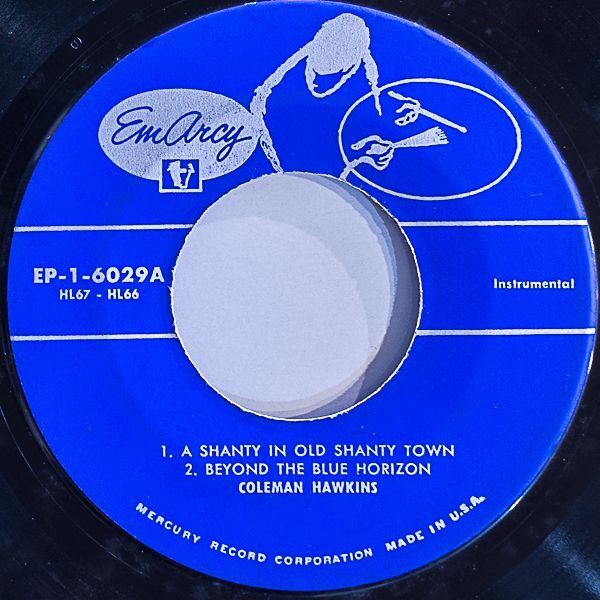 EmArcy
EP-1-6029A
HL67 - HL66
Instrumental
1. A SHANTY IN OLD SHANTY TOWN
2. BEYOND THE BLUE HORIZON
COLEMAN HAWKINS
MERCURY RECORD CORPORATION MADE IN U.S.A.